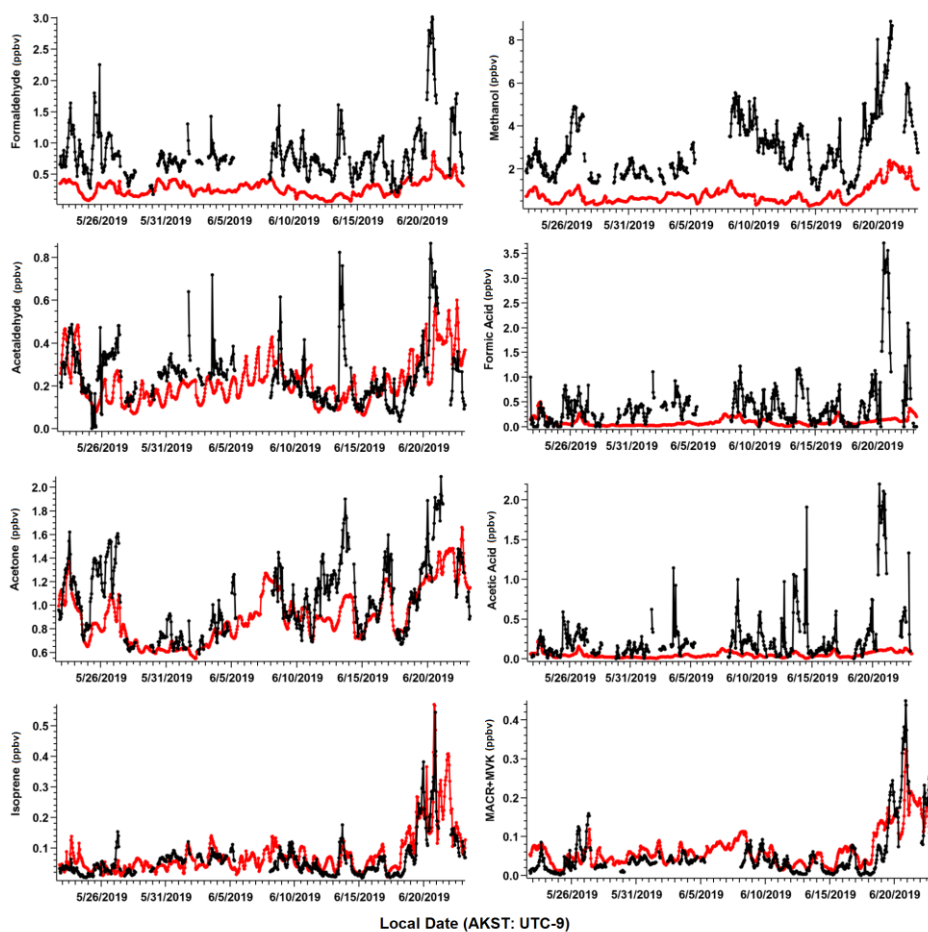 Formaldehyde (ppbv)
3.0
2.5
2.0
1.5
1.0
0.5
5/26/2019 5/31/2019 6/5/2019 6/10/2019 6/15/2019 6/20/2019
Methanol (ppbv)
8
6
4
2
5/26/2019 5/31/2019 6/5/2019 6/10/2019 6/15/2019 6/20/2019
Acetaldehyde (ppbv)
0.8
0.6
0.4
0.2
0.0
5/26/2019 5/31/2019 6/5/2019 6/10/2019 6/15/2019 6/20/2019
Formic Acid (ppbv)
3.5
3.0
2.5
2.0
1.5
1.0
0.5
0.0
5/26/2019 5/31/2019 6/5/2019 6/10/2019 6/15/2019 6/20/2019
Acetone (ppbv)
2.0
1.8
1.6
1.4
1.2
1.0
0.8
0.6
5/26/2019 5/31/2019 6/5/2019 6/10/2019 6/15/2019 6/20/2019
Acetic Acid (ppbv)
2.0
1.5
1.0
0.5
0.0
5/26/2019 5/31/2019 6/5/2019 6/10/2019 6/15/2019 6/20/2019
Isoprene (ppbv)
0.5
0.4
0.3
0.2
0.1
5/26/2019 5/31/2019 6/5/2019 6/10/2019 6/15/2019 6/20/2019
MACR+MVK (ppbv)
0.4
0.3
0.2
0.1
0.0
5/26/2019 5/31/2019 6/5/2019 6/10/2019 6/15/2019 6/20/2019
Local Date (AKST: UTC-9)